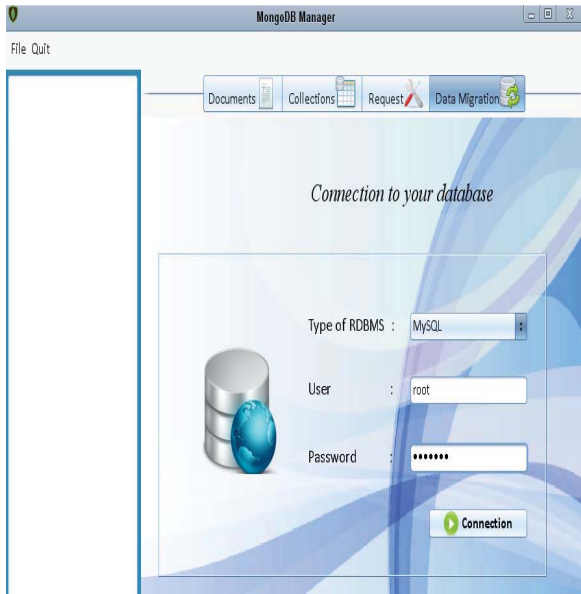 MongoDB Manager
File Quit
Documents Collections Request Data Migration
Connection to your database
Type of RDBMS : MySQL
User : root
Password : •••••••
Connection